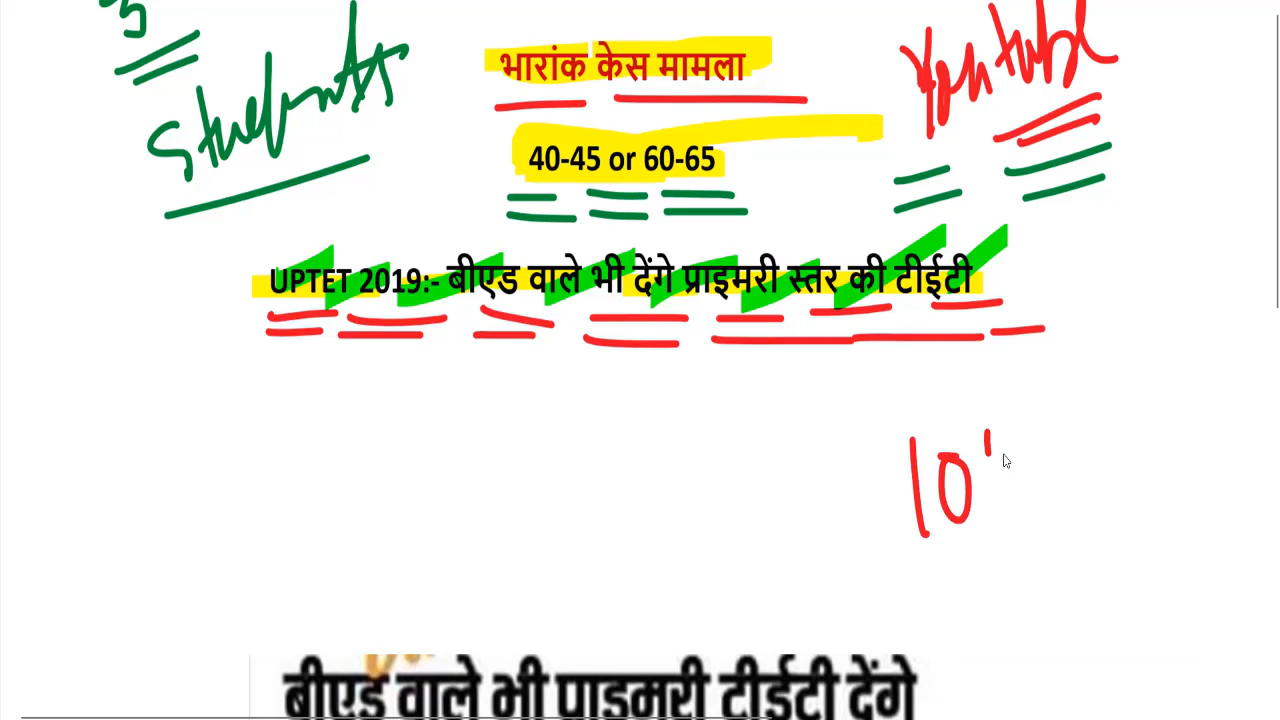 Students
YouTube
भारांक केस मामला
40-45 or 60-65
UPTET 2019:- बीएड वाले भी देंगे प्राइमरी स्तर की टीईटी
10'
बीएड वाले भी प्राइमरी टीईटी देंगे